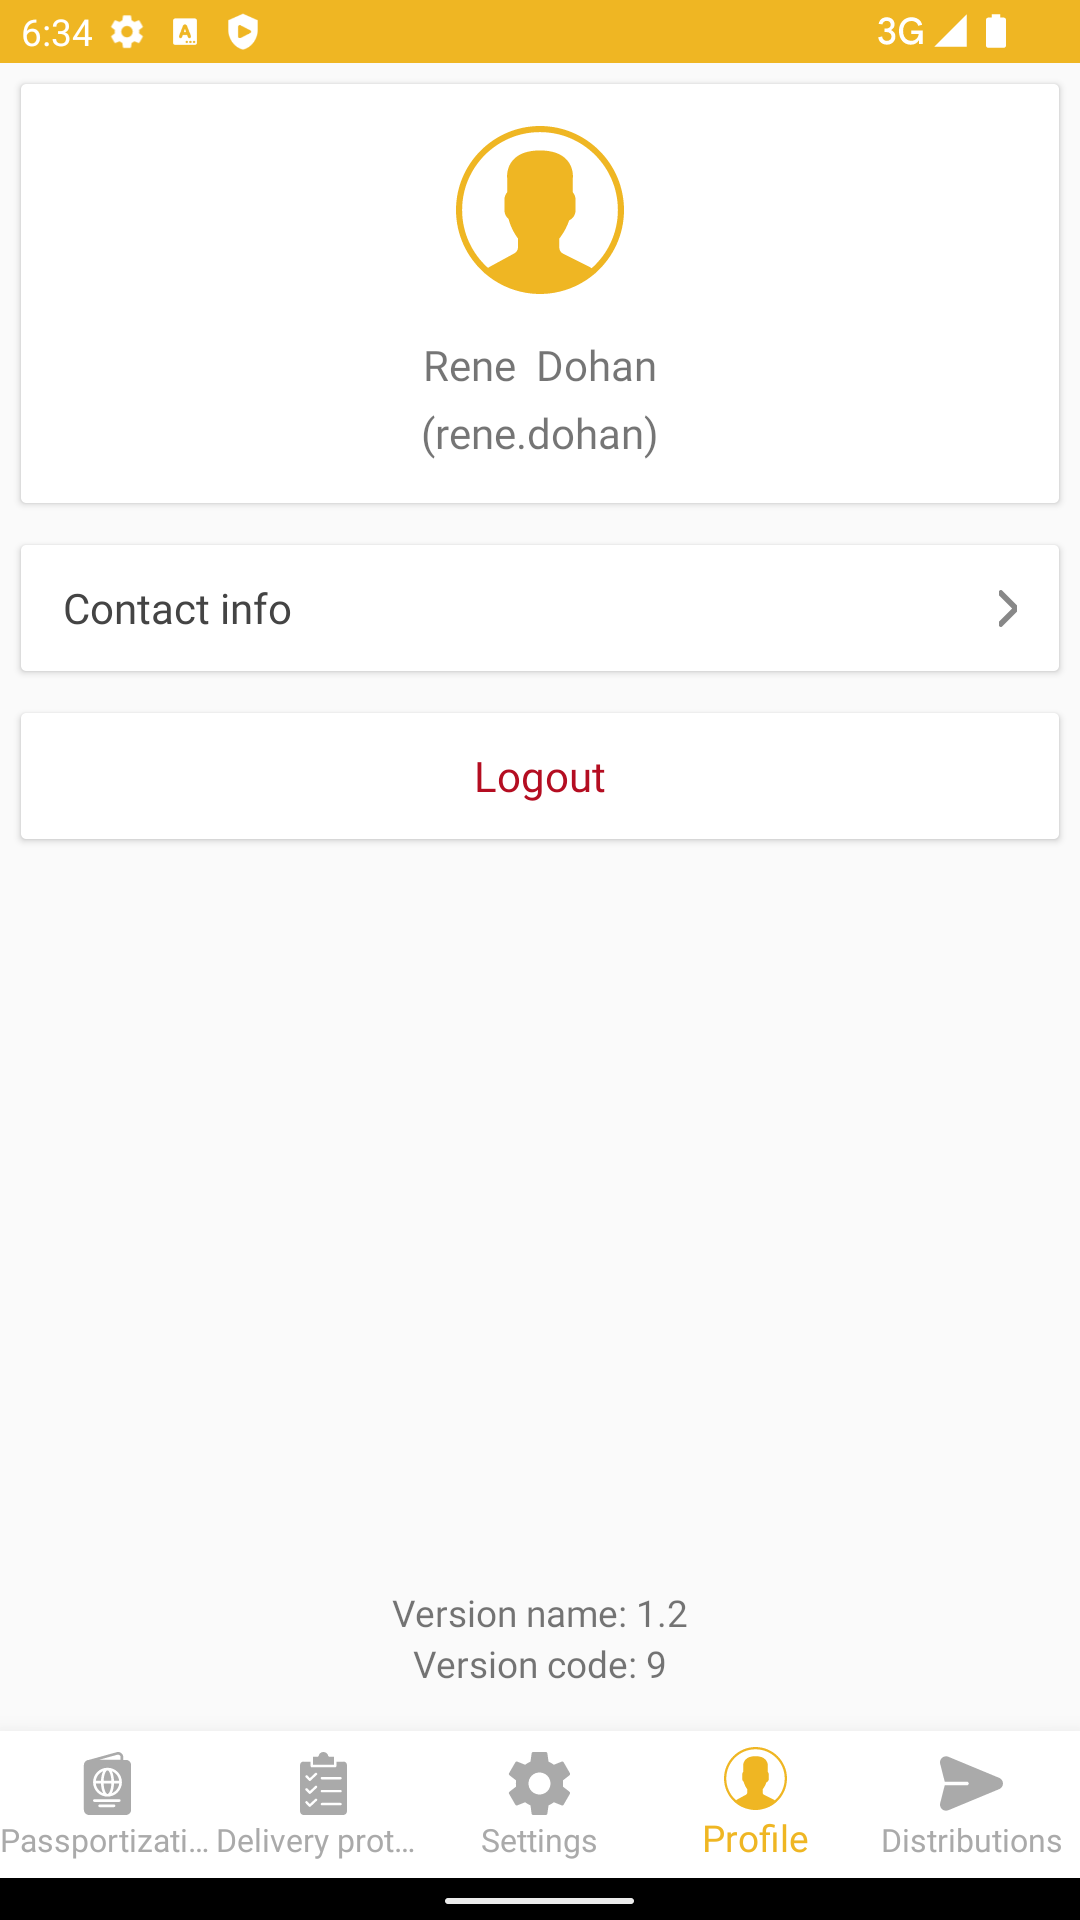 6:34
3G
Rene  Dohan
(rene.dohan)
Contact info
Logout
Version name: 1.2
Version code: 9
Passportizati...
Delivery prot...
Settings
Profile
Distributions